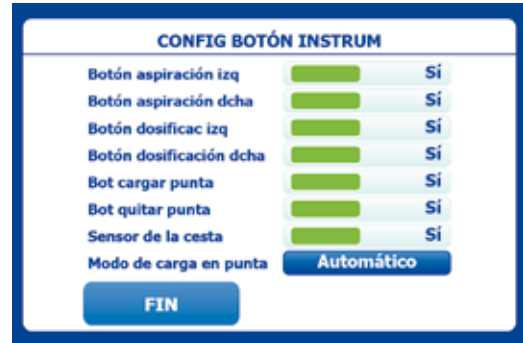 CONFIG BOTÓN INSTRUM
Botón aspiración izq Sí
Botón aspiración dcha Sí
Botón dosificac izq Sí
Botón dosificación dcha Sí
Bot cargar punta Sí
Bot quitar punta Sí
Sensor de la cesta Sí
Modo de carga en punta Automático
FIN